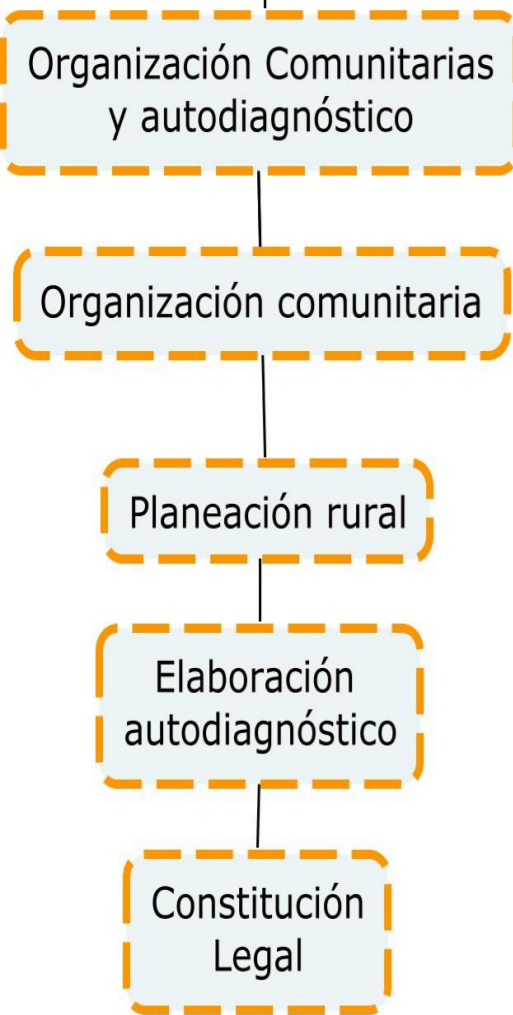 Organización Comunitarias
y autodiagnóstico
Organización comunitaria
Planeación rural
Elaboración
autodiagnóstico
Constitución
Legal